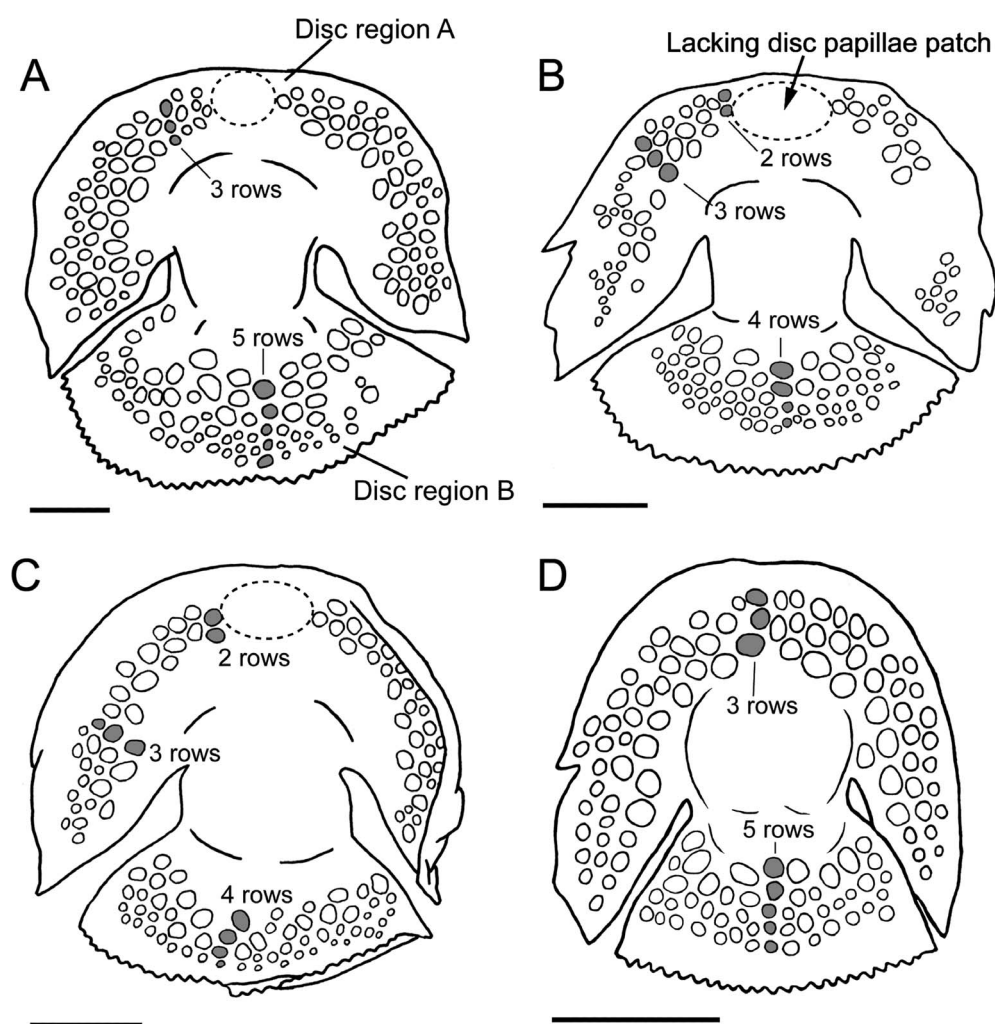 Disc region A
A
3 rows
5 rows
Disc region B
Lacking disc papillae patch
B
2 rows
3 rows
4 rows
C
2 rows
3 rows
4 rows
D
3 rows
5 rows